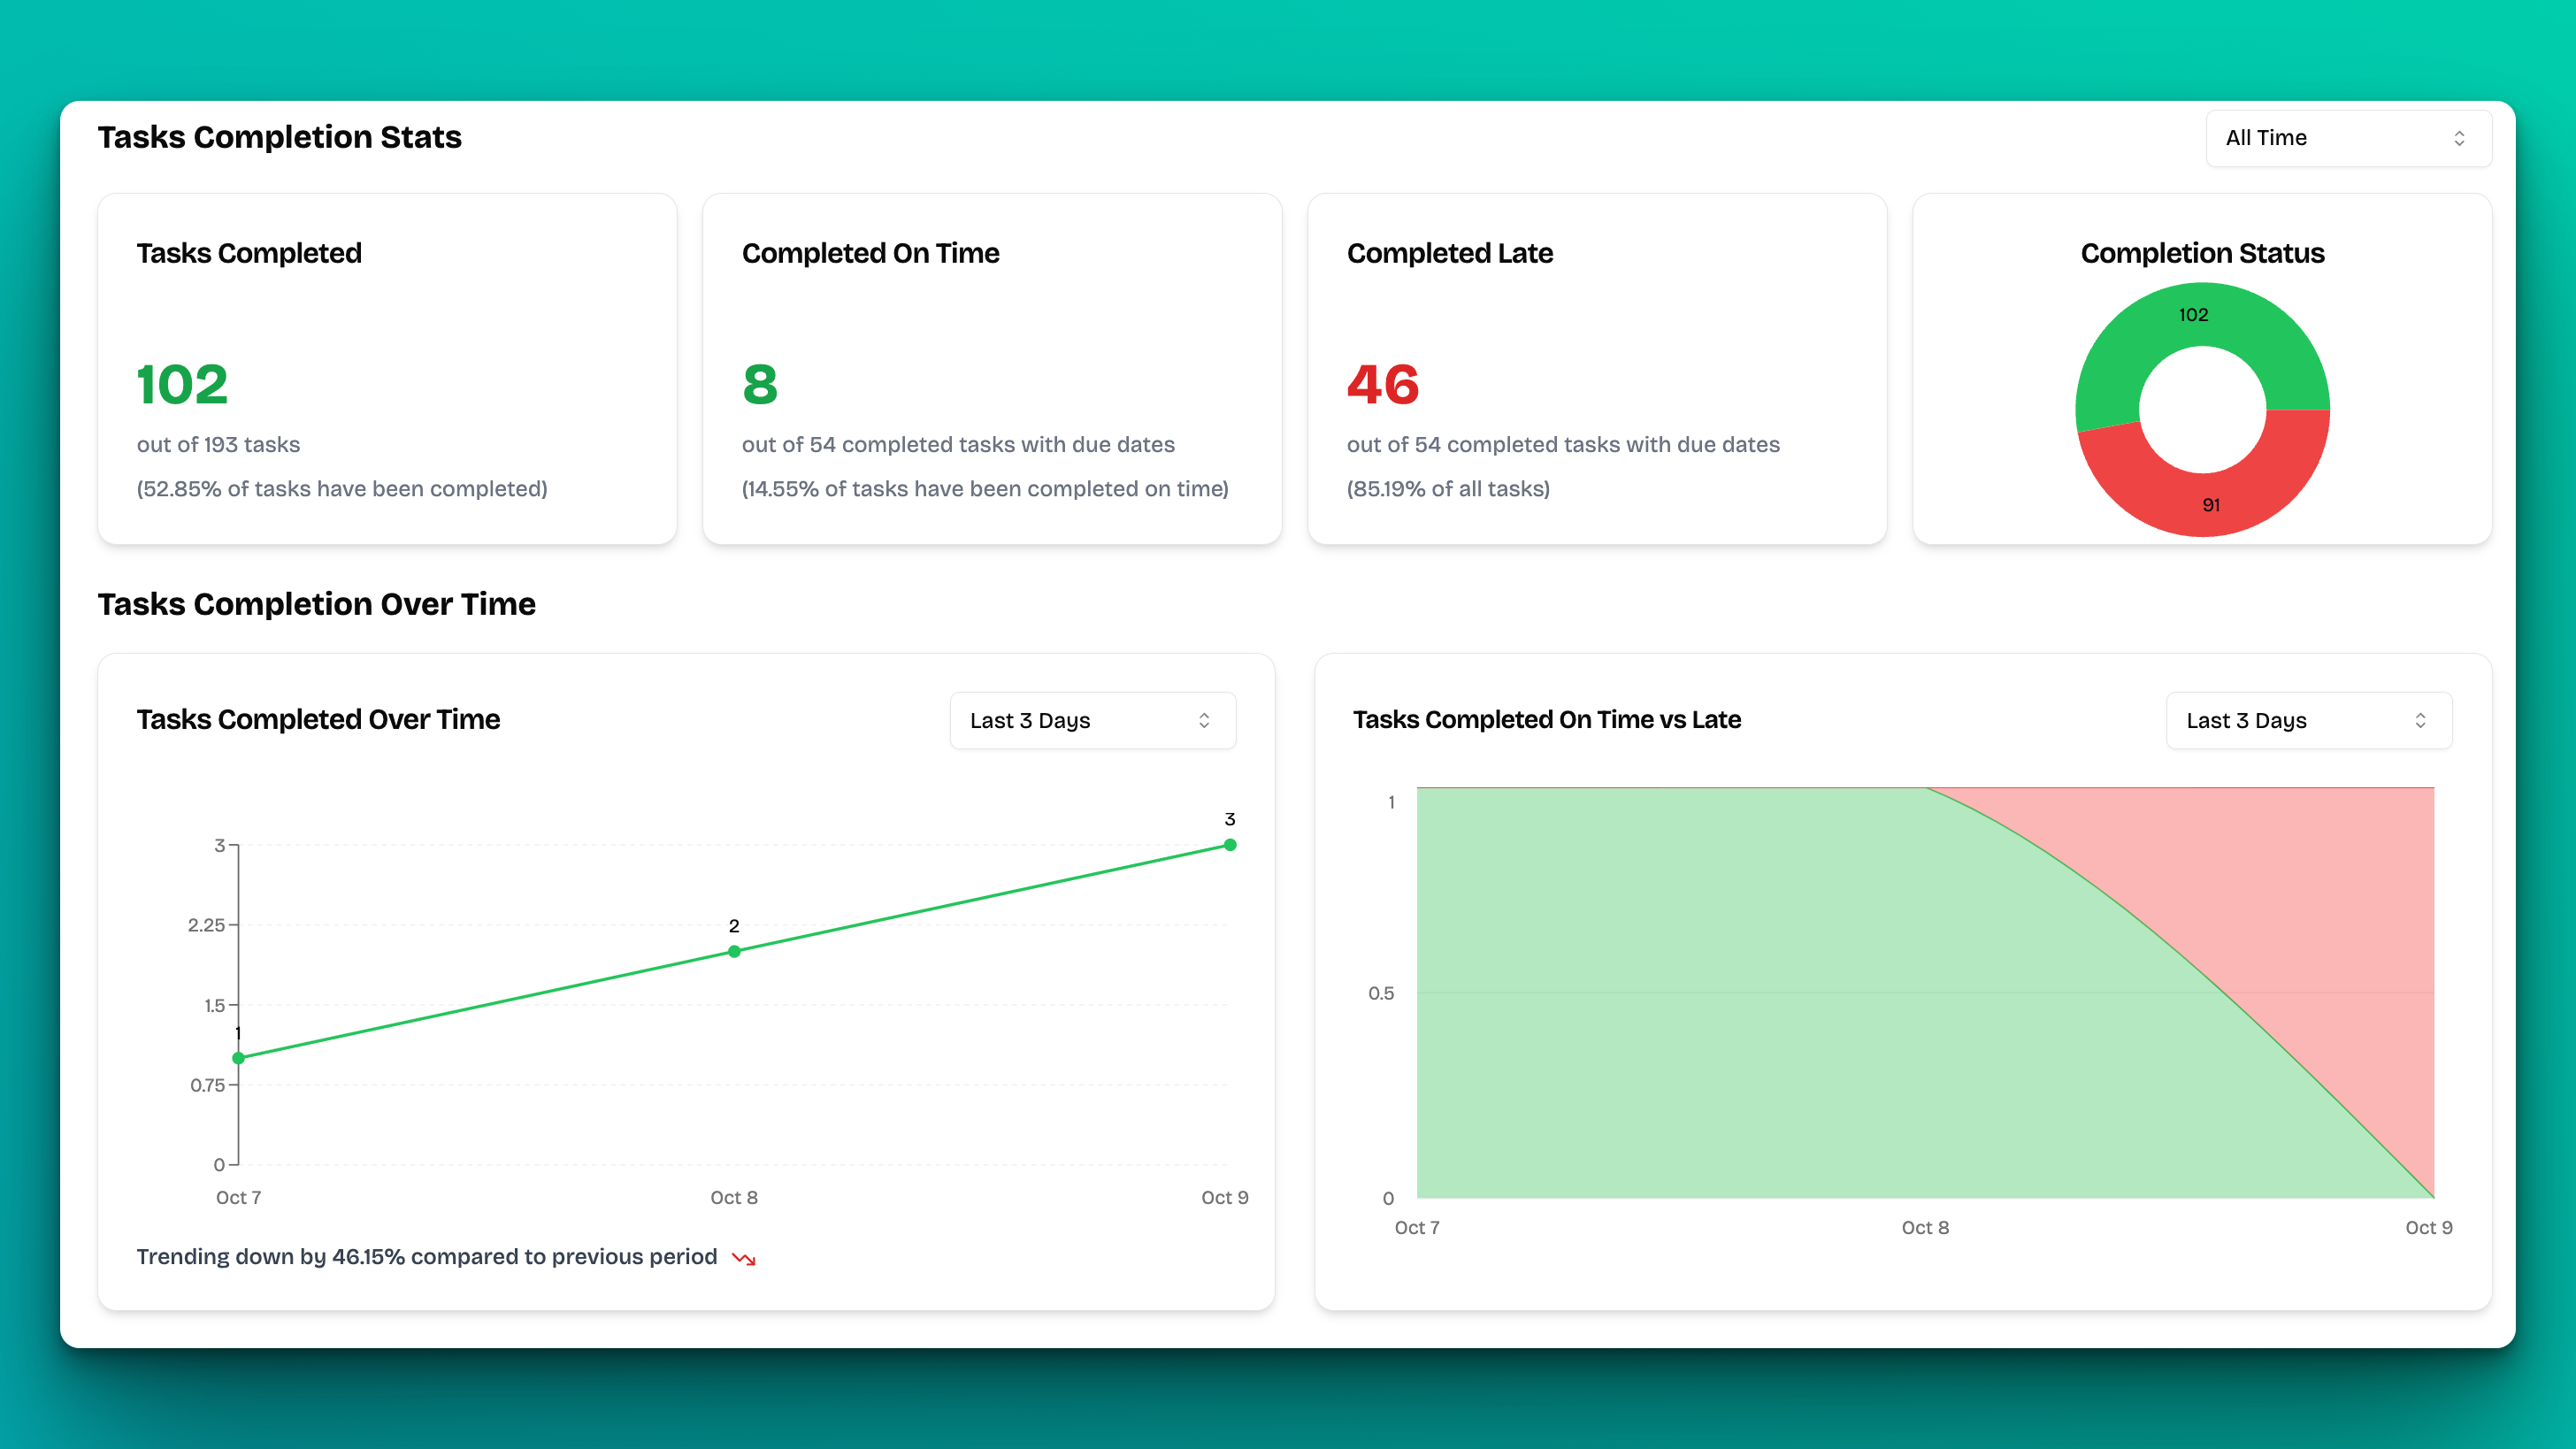 Tasks Completion Stats
All Time
Tasks Completed
102
out of 193 tasks
(52.85% of tasks have been completed)
Completed On Time
8
out of 54 completed tasks with due dates
(14.55% of tasks have been completed on time)
Completed Late
46
out of 54 completed tasks with due dates
(85.19% of all tasks)
Completion Status
102
91
Tasks Completion Over Time
Tasks Completed Over Time
Last 3 Days
3
2.25
1.5
0.75
0
1
2
3
Oct 7
Oct 8
Oct 9
Trending down by 46.15% compared to previous period
Tasks Completed On Time vs Late
Last 3 Days
1
0.5
0
Oct 7
Oct 8
Oct 9